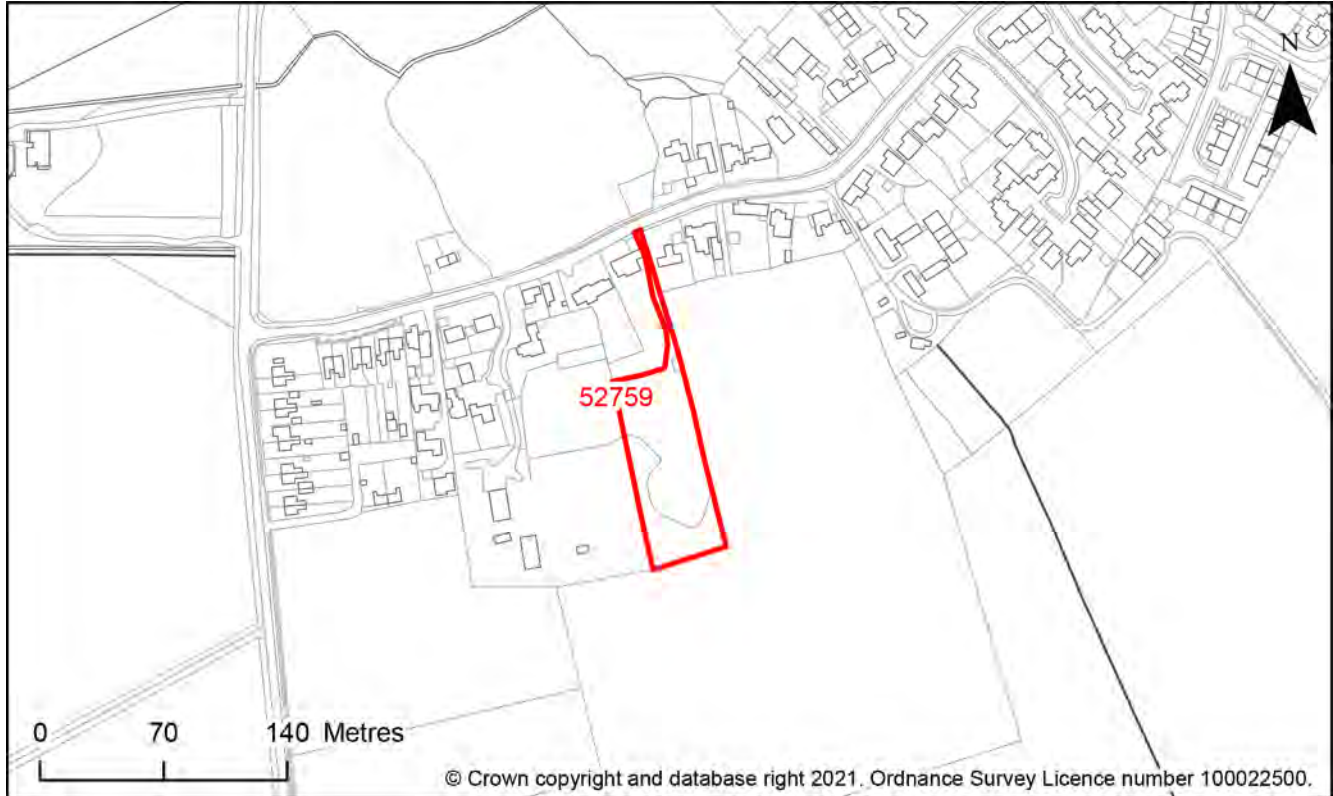 N
52759
0 70 140 Metres
© Crown copyright and database right 2021. Ordnance Survey Licence number 100022500.